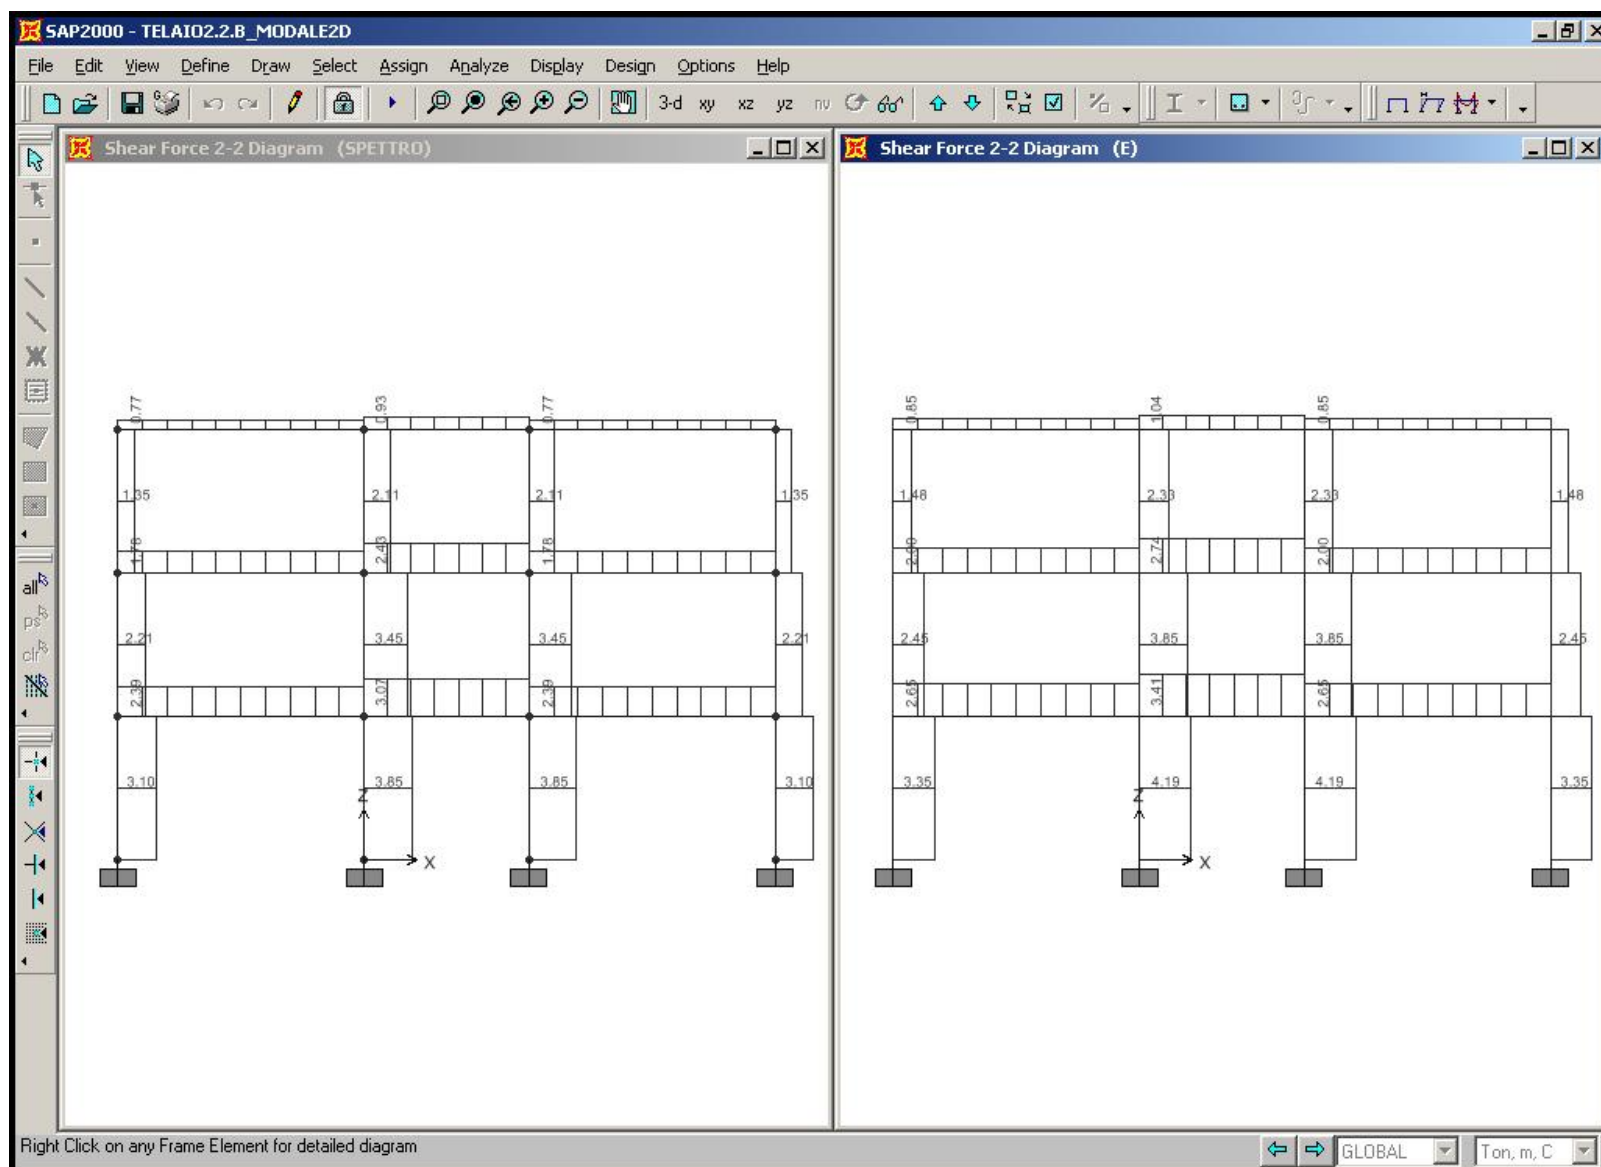 SAP2000 - TELAIO2.2.B_MODALE2D
File Edit View Define Draw Select Assign Analyze Display Design Options Help
3-d xy xz yz nv
Shear Force 2-2 Diagram (SPETTRO)
0.77 0.93 0.77
1.35 2.11 2.11 1.35
1.78 2.43 1.78
2.21 3.45 3.45 2.21
2.39 3.07 2.39
3.10 3.85 3.85 3.10
Z
X
Shear Force 2-2 Diagram (E)
0.85 1.04 0.85
1.48 2.33 2.33 1.48
2.00 2.74 2.00
2.45 3.85 3.85 2.45
2.65 3.41 2.65
3.35 4.19 4.19 3.35
Z
X
all
ps
clr
Right Click on any Frame Element for detailed diagram
GLOBAL
Ton, m, C